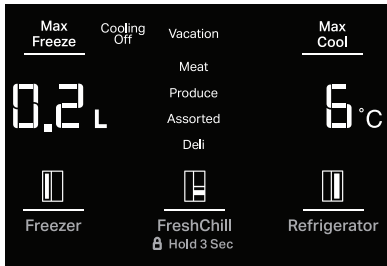 Max Freeze
Cooling Off
Vacation
Max Cool
Meat
Produce
Assorted
Deli
0.2 L
6 °C
Freezer
FreshChill
Refrigerator
Hold 3 Sec